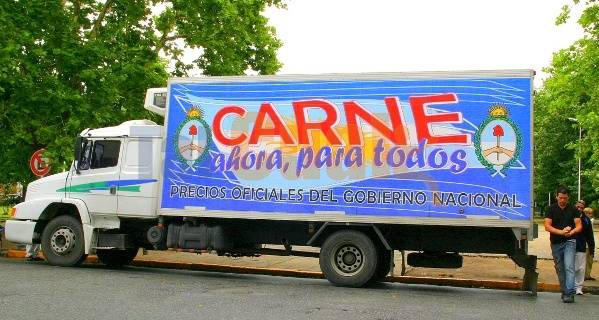 CARNE
ahora, para todos
PRECIOS OFICIALES DEL GOBIERNO NACIONAL